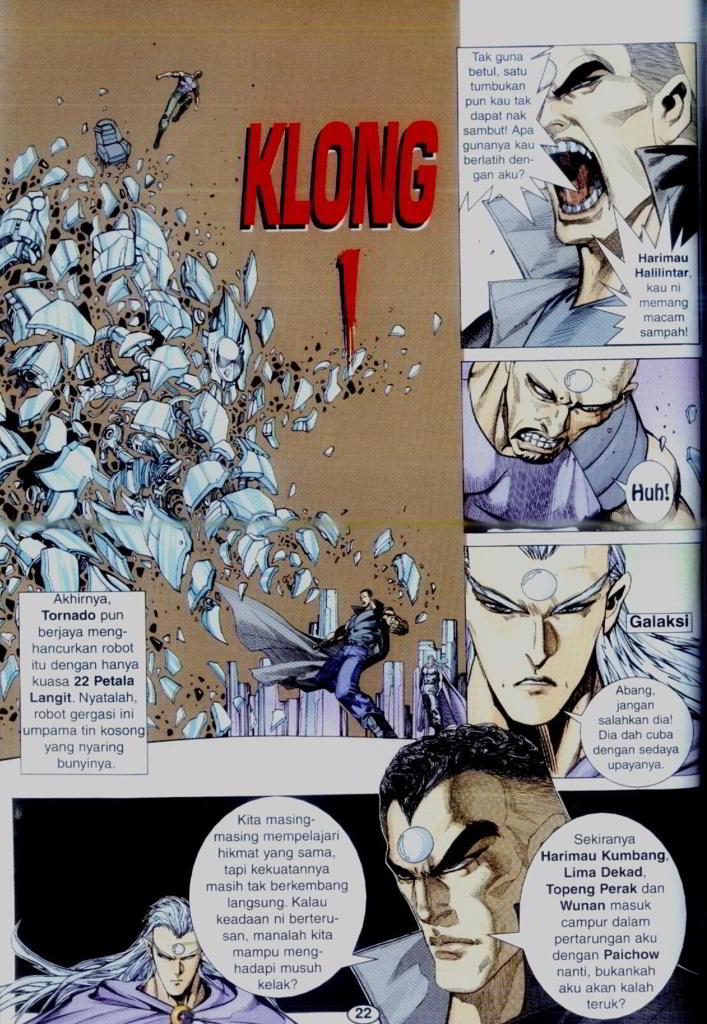 KLONG
!
Tak guna
betul, satu
tumbukan
pun kau tak
dapat nak
sambut! Apa
gunanya kau
berlatih den-
gan aku?
Harimau
Halilintar,
kau ni
memang
macam
sampah!
Huh!
Galaksi
Abang,
jangan
salahkan dia!
Dia dah cuba
dengan sedaya
upayanya.
Akhirnya,
Tornado pun
berjaya meng-
hancurkan robot
itu dengan hanya
kuasa 22 Petala
Langit. Nyatalah,
robot gergasi ini
umpama tin kosong
yang nyaring
bunyinya.
Kita masing-
masing mempelajari
hikmat yang sama,
tapi kekuatannya
masih tak berkembang
langsung. Kalau
keadaan ni berteru-
san, manalah kita
mampu meng-
hadapi musuh
kelak?
Sekiranya
Harimau Kumbang,
Lima Dekad,
Topeng Perak dan
Wunan masuk
campur dalam
pertarungan aku
dengan Paichow
nanti, bukankah
aku akan kalah
teruk?
22